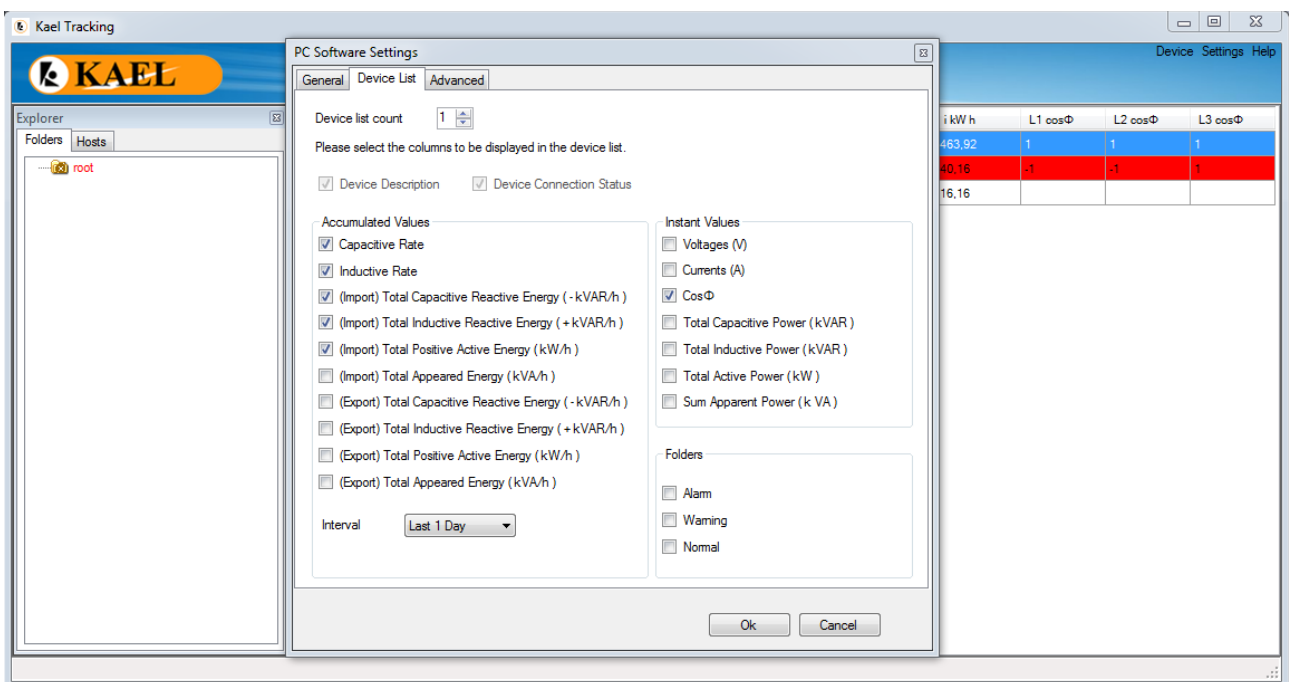 Kael Tracking
KAEL
Device Settings Help
Explorer
Folders Hosts
root
PC Software Settings
General Device List Advanced
Device list count 1
Please select the columns to be displayed in the device list.
Device Description Device Connection Status
Accumulated Values
Capacitive Rate
Inductive Rate
(Import) Total Capacitive Reactive Energy ( - kVAR/h )
(Import) Total Inductive Reactive Energy ( + kVAR/h )
(Import) Total Positive Active Energy ( kW/h )
(Import) Total Appeared Energy ( kVA/h )
(Export) Total Capacitive Reactive Energy ( - kVAR/h )
(Export) Total Inductive Reactive Energy ( + kVAR/h )
(Export) Total Positive Active Energy ( kW/h )
(Export) Total Appeared Energy ( kVA/h )
Interval Last 1 Day
Instant Values
Voltages (V)
Currents (A)
CosΦ
Total Capacitive Power ( kVAR )
Total Inductive Power ( kVAR )
Total Active Power ( kW )
Sum Apparent Power ( k VA )
Folders
Alarm
Warning
Normal
Ok Cancel
i kW h L1 cosΦ L2 cosΦ L3 cosΦ
463,92 1 1 1
40,16 -1 -1 1
16,16